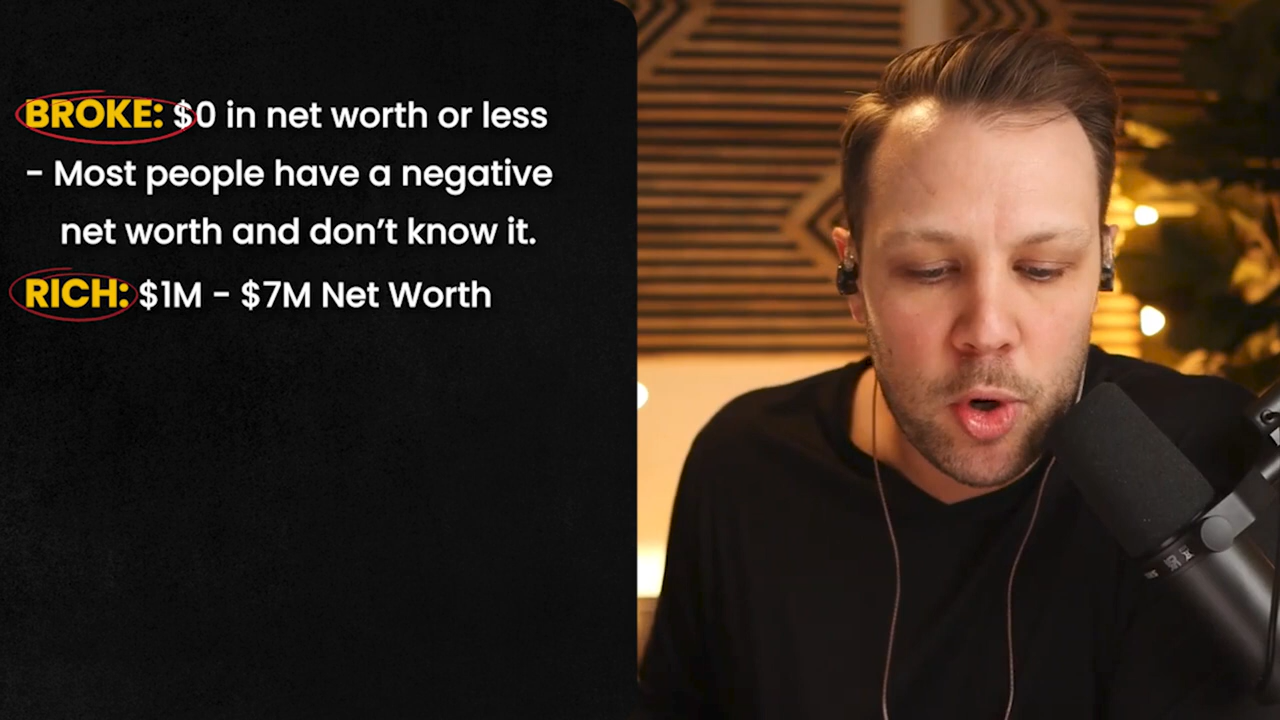 BROKE: $0 in net worth or less
- Most people have a negative
net worth and don't know it.
RICH: $1M - $7M Net Worth